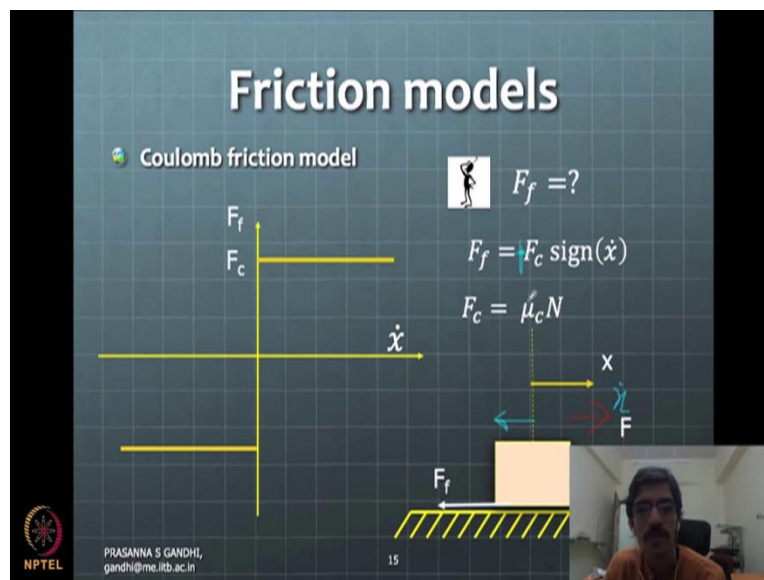 Friction models
Coulomb friction model
F_f = ?
F_f
F_f = F_c sign(ẋ)
F_c
F_c = μ_c N
ẋ
x
ẋ
F
F_f
NPTEL
PRASANNA S GANDHI,
gandhi@me.iitb.ac.in
15